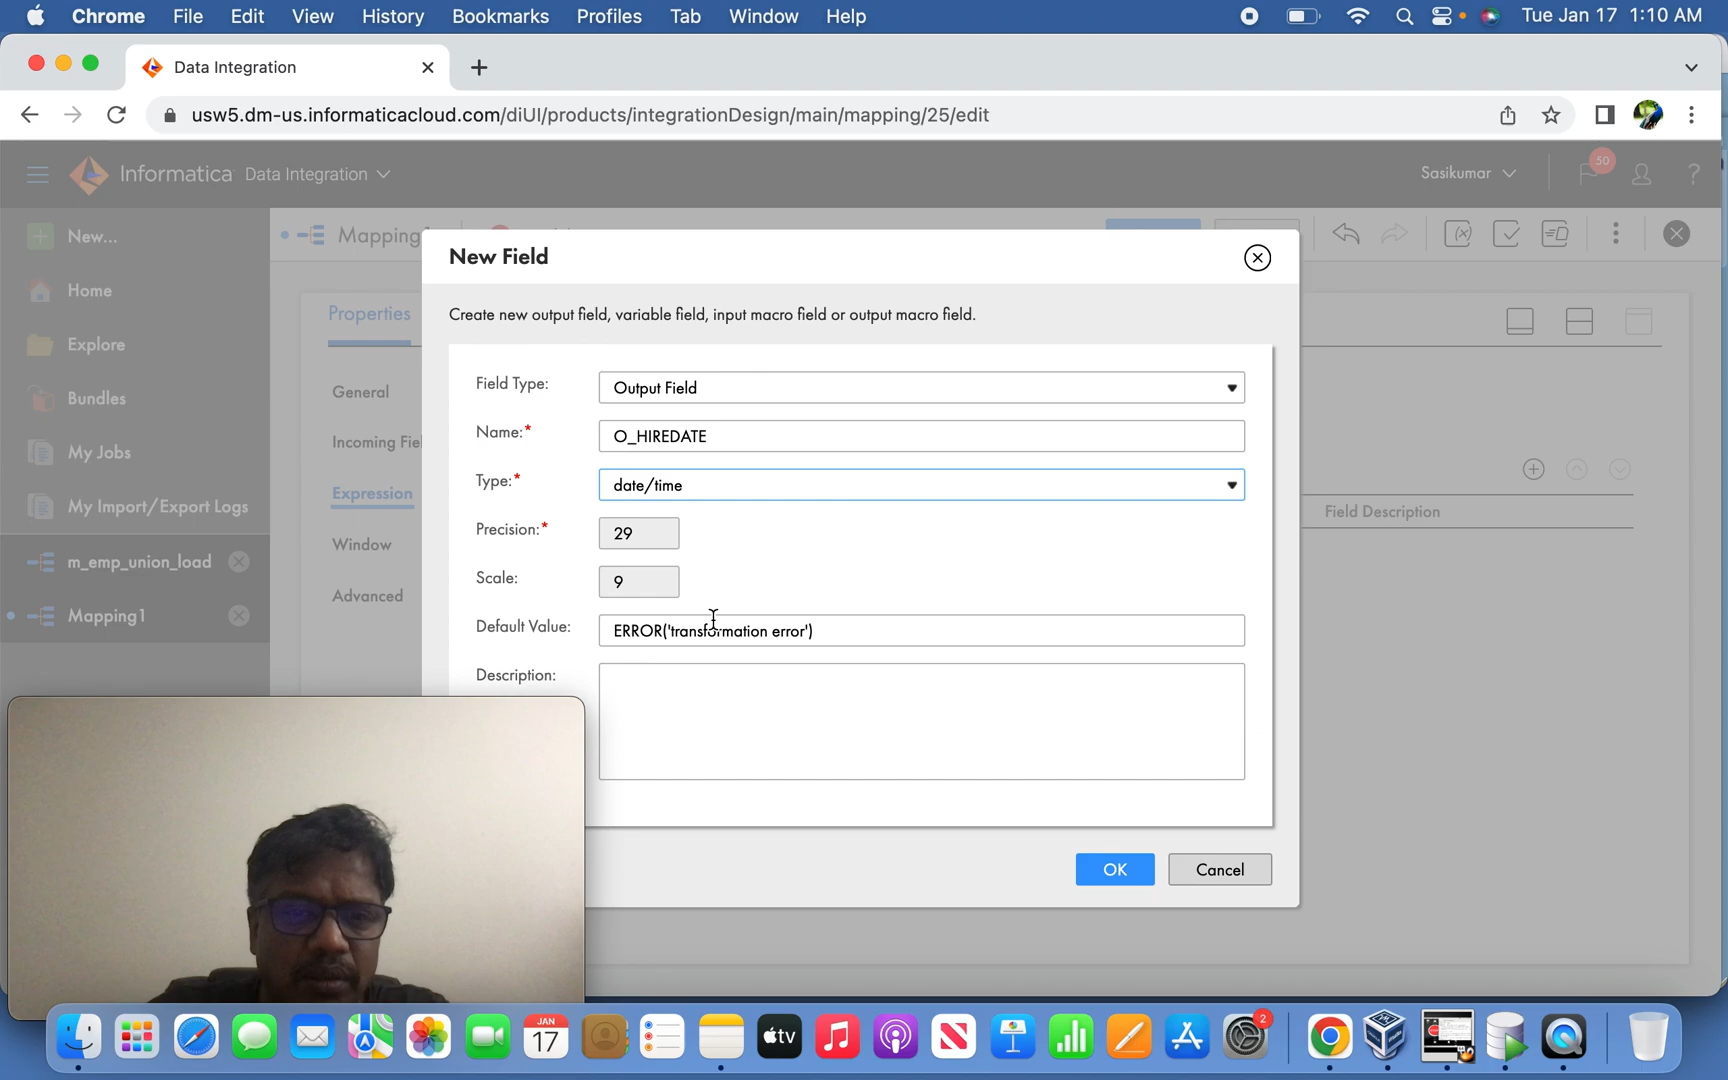 Chrome File Edit View History Bookmarks Profiles Tab Window Help Tue Jan 17 1:10 AM
Data Integration
usw5.dm-us.informaticacloud.com/diUI/products/integrationDesign/main/mapping/25/edit
Informatica Data Integration Sasikumar 50 ?
New...
Home
Explore
Bundles
My Jobs
My Import/Export Logs
m_emp_union_load
Mapping1
Mapping
Properties
General
Incoming Fie
Expression
Window
Advanced
Field Description
New Field
Create new output field, variable field, input macro field or output macro field.
Field Type: Output Field
Name:* O_HIREDATE
Type:* date/time
Precision:* 29
Scale: 9
Default Value: ERROR('transformation error')
Description:
OK Cancel
JAN
17
tv
2